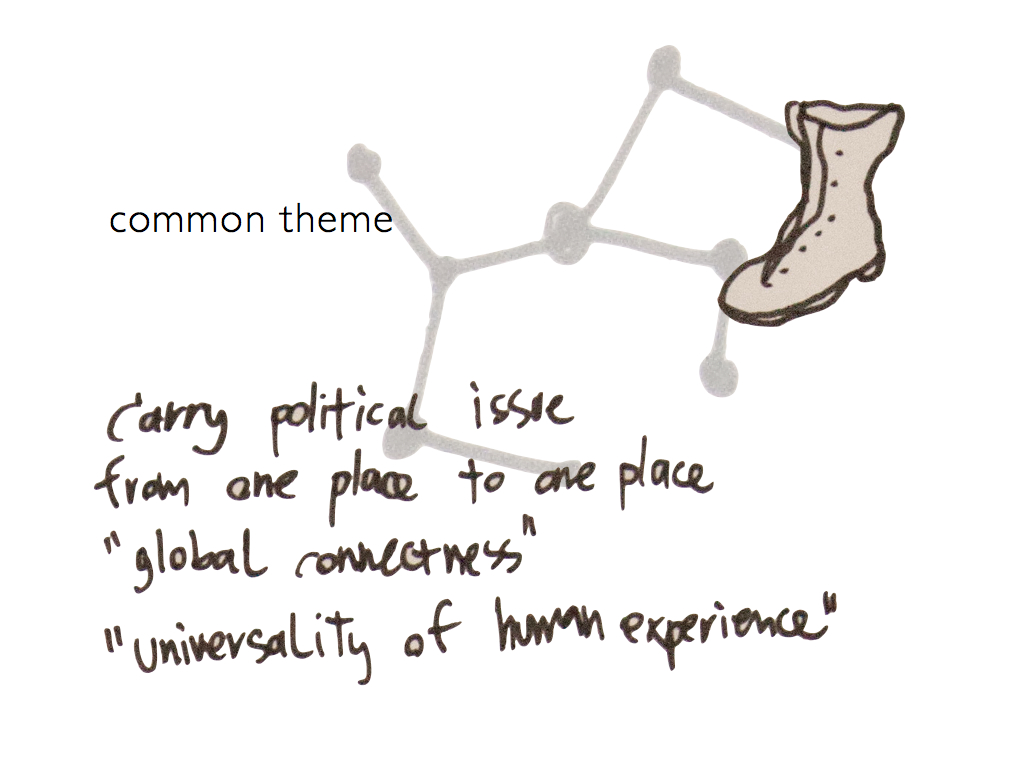 common theme
carry political issue
from one place to one place
"global connectness"
"universality of human experience"